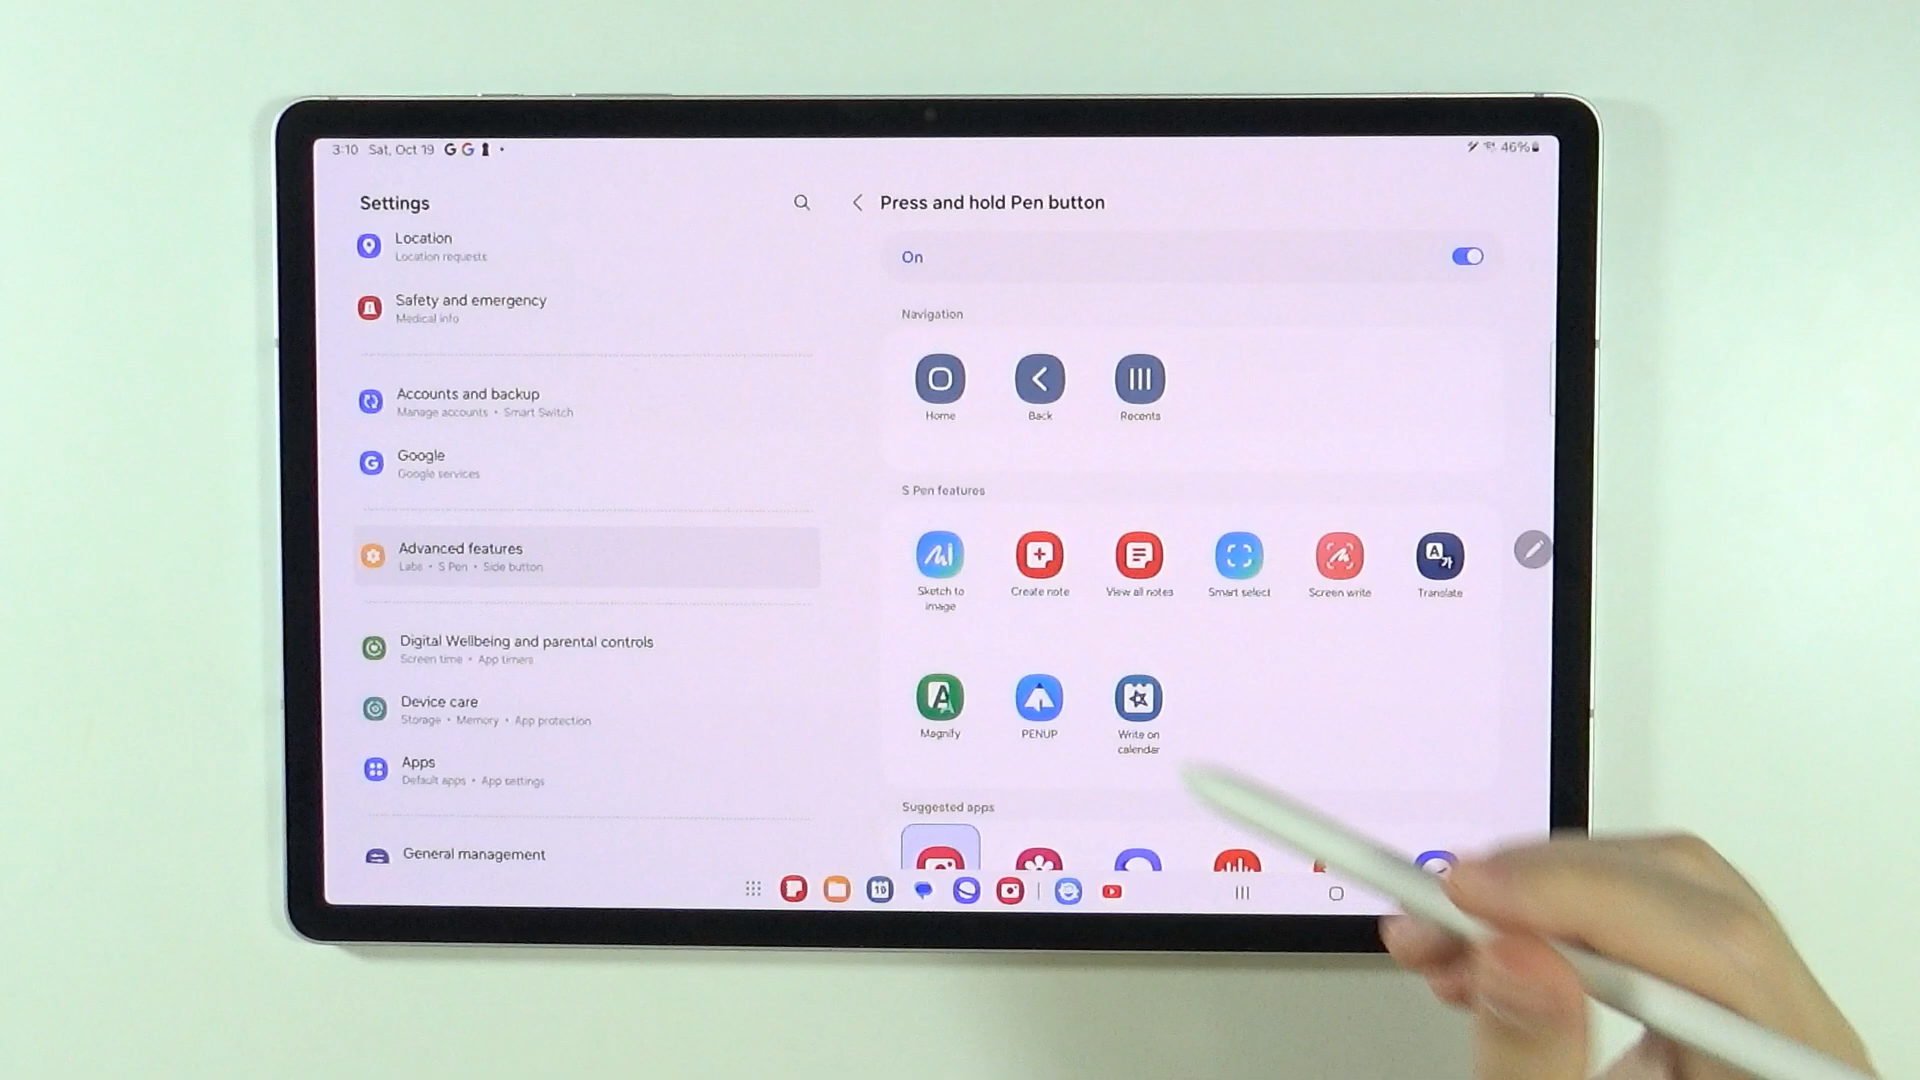 3:10 Sat, Oct 19
46%
Settings
Location
Location requests
Safety and emergency
Medical info
Accounts and backup
Manage accounts • Smart Switch
Google
Google services
Advanced features
Labs • S Pen • Side button
Digital Wellbeing and parental controls
Screen time • App timers
Device care
Storage • Memory • App protection
Apps
Default apps • App settings
General management
Press and hold Pen button
On
Navigation
Home
Back
Recents
S Pen features
Sketch to
image
Create note
View all notes
Smart select
Screen write
Translate
Magnify
PENUP
Write on
calendar
Suggested apps